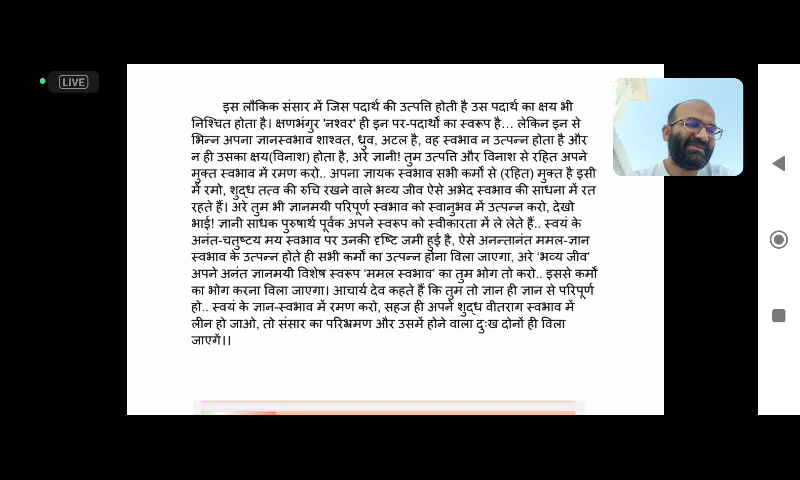 LIVE
इस लौकिक संसार में जिस पदार्थ की उत्पत्ति होती है उस पदार्थ का क्षय भी
निश्चित होता है। क्षणभंगुर 'नश्वर' ही इन पर-पदार्थों का स्वरूप है... लेकिन इन से
भिन्न अपना ज्ञानस्वभाव शाश्वत, ध्रुव, अटल है, वह स्वभाव न उत्पन्न होता है और
न ही उसका क्षय(विनाश) होता है, अरे ज्ञानी! तुम उत्पत्ति और विनाश से रहित अपने
मुक्त स्वभाव में रमण करो.. अपना ज्ञायक स्वभाव सभी कर्मों से (रहित) मुक्त है इसी
में रमो, शुद्ध तत्व की रुचि रखने वाले भव्य जीव ऐसे अभेद स्वभाव की साधना में रत
रहते हैं। अरे तुम भी ज्ञानमयी परिपूर्ण स्वभाव को स्वानुभव में उत्पन्न करो, देखो
भाई! ज्ञानी साधक पुरुषार्थ पूर्वक अपने स्वरूप को स्वीकारता में ले लेते हैं.. स्वयं के
अनंत-चतुष्टय मय स्वभाव पर उनकी दृष्टि जमी हुई है, ऐसे अनन्तानंत ममल-ज्ञान
स्वभाव के उत्पन्न होते ही सभी कर्मों का उत्पन्न होना विला जाएगा, अरे 'भव्य जीव'
अपने अनंत ज्ञानमयी विशेष स्वरूप 'ममल स्वभाव' का तुम भोग तो करो.. इससे कर्मों
का भोग करना विला जाएगा। आचार्य देव कहते हैं कि तुम तो ज्ञान ही ज्ञान से परिपूर्ण
हो.. स्वयं के ज्ञान-स्वभाव में रमण करो, सहज ही अपने शुद्ध वीतराग स्वभाव में
लीन हो जाओ, तो संसार का परिभ्रमण और उसमें होने वाला दुःख दोनों ही विला
जाएगें।।